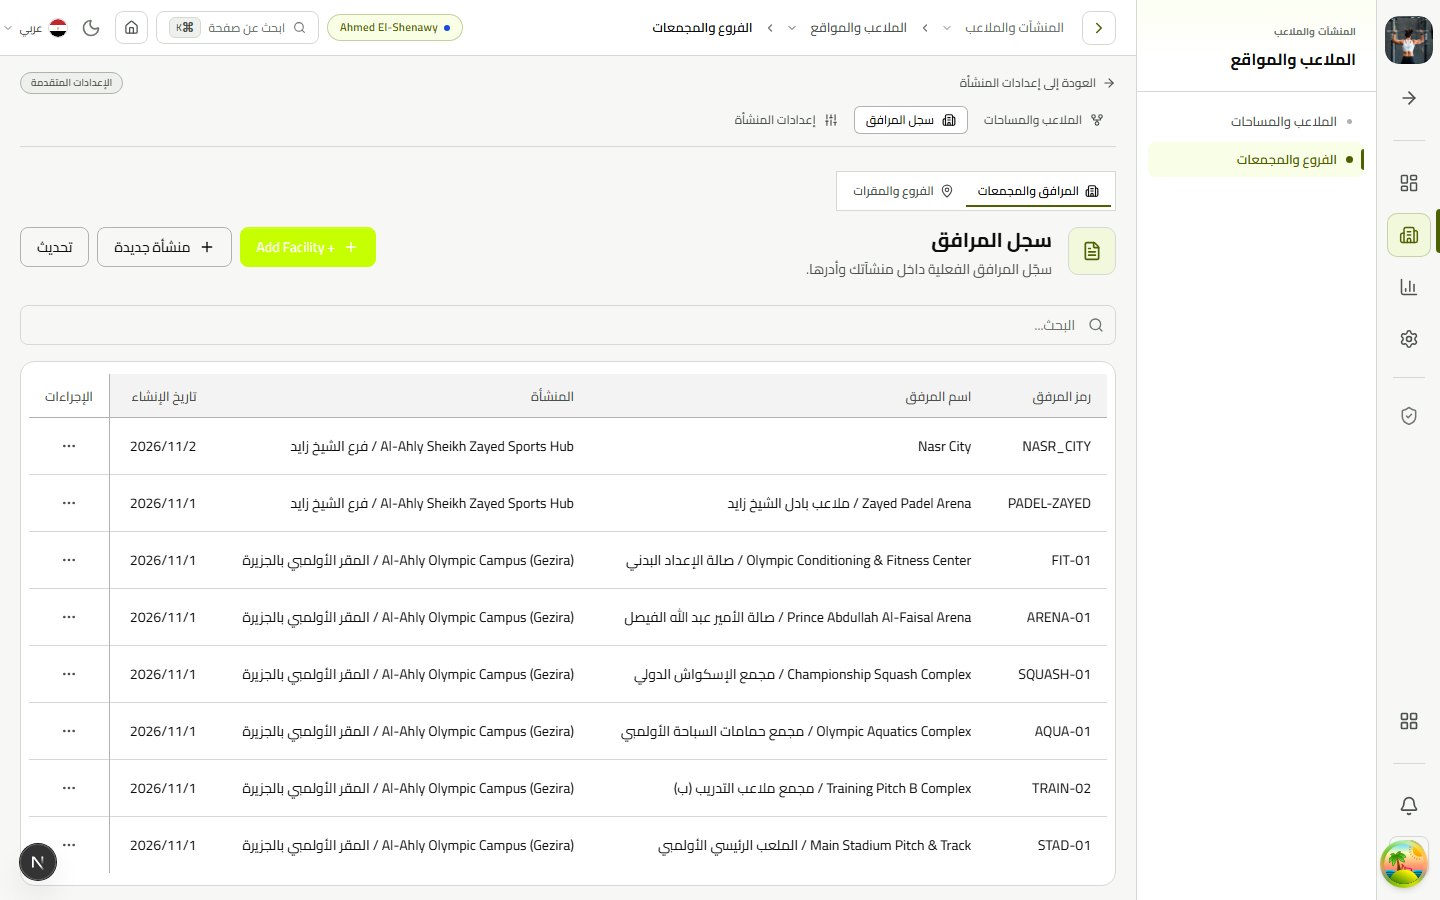 المنشآت والملاعب
الملاعب والمواقع
الملاعب والمساحات
الفروع والمجمعات
المنشآت والملاعب
الملاعب والمواقع
الفروع والمجمعات
Ahmed El-Shenawy
ابحث عن صفحة
⌘K
عربي
العودة إلى إعدادات المنشأة
الإعدادات المتقدمة
الملاعب والمساحات
سجل المرافق
إعدادات المنشأة
المرافق والمجمعات
الفروع والمقرات
سجل المرافق
سجّل المرافق الفعلية داخل منشآتك وأدرها.
Add Facility +
منشأة جديدة
تحديث
البحث...
رمز المرفق اسم المرفق المنشأة تاريخ الإنشاء الإجراءات
NASR_CITY Nasr City Al-Ahly Sheikh Zayed Sports Hub / فرع الشيخ زايد 2026/11/2
PADEL-ZAYED Zayed Padel Arena / ملاعب بادل الشيخ زايد Al-Ahly Sheikh Zayed Sports Hub / فرع الشيخ زايد 2026/11/1
FIT-01 Olympic Conditioning & Fitness Center / صالة الإعداد البدني Al-Ahly Olympic Campus (Gezira) / المقر الأولمبي بالجزيرة 2026/11/1
ARENA-01 Prince Abdullah Al-Faisal Arena / صالة الأمير عبد الله الفيصل Al-Ahly Olympic Campus (Gezira) / المقر الأولمبي بالجزيرة 2026/11/1
SQUASH-01 Championship Squash Complex / مجمع الإسكواش الدولي Al-Ahly Olympic Campus (Gezira) / المقر الأولمبي بالجزيرة 2026/11/1
AQUA-01 Olympic Aquatics Complex / مجمع حمامات السباحة الأولمبي Al-Ahly Olympic Campus (Gezira) / المقر الأولمبي بالجزيرة 2026/11/1
TRAIN-02 Training Pitch B Complex / مجمع ملاعب التدريب (ب) Al-Ahly Olympic Campus (Gezira) / المقر الأولمبي بالجزيرة 2026/11/1
STAD-01 Main Stadium Pitch & Track / الملعب الرئيسي الأولمبي Al-Ahly Olympic Campus (Gezira) / المقر الأولمبي بالجزيرة 2026/11/1
N